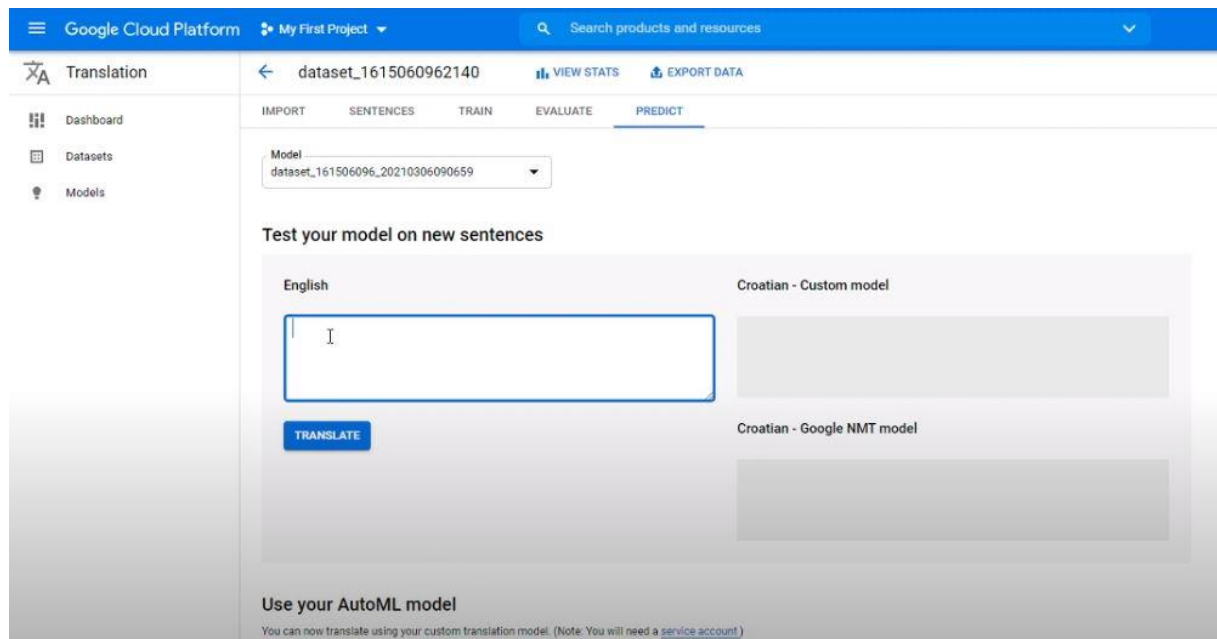 Google Cloud Platform My First Project Search products and resources
Translation dataset_1615060962140 VIEW STATS EXPORT DATA
IMPORT SENTENCES TRAIN EVALUATE PREDICT
Dashboard
Datasets
Models
Model
dataset_161506096_20210306090659
Test your model on new sentences
English
Croatian - Custom model
TRANSLATE
Croatian - Google NMT model
Use your AutoML model
You can now translate using your custom translation model. (Note: You will need a service account)